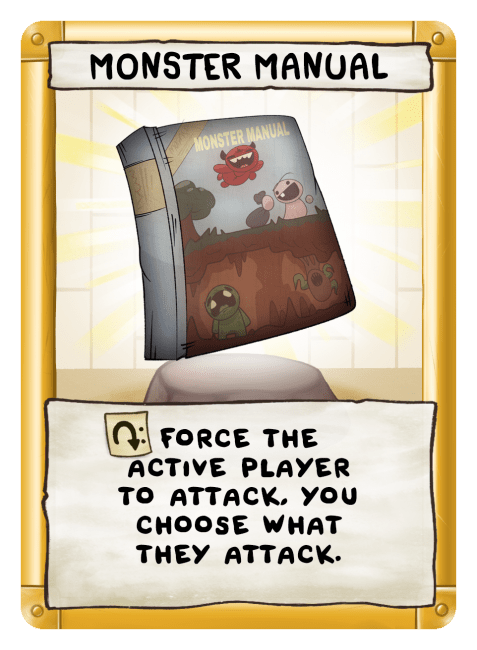 MONSTER MANUAL
MONSTER MANUAL
: FORCE THE
ACTIVE PLAYER
TO ATTACK. YOU
CHOOSE WHAT
THEY ATTACK.